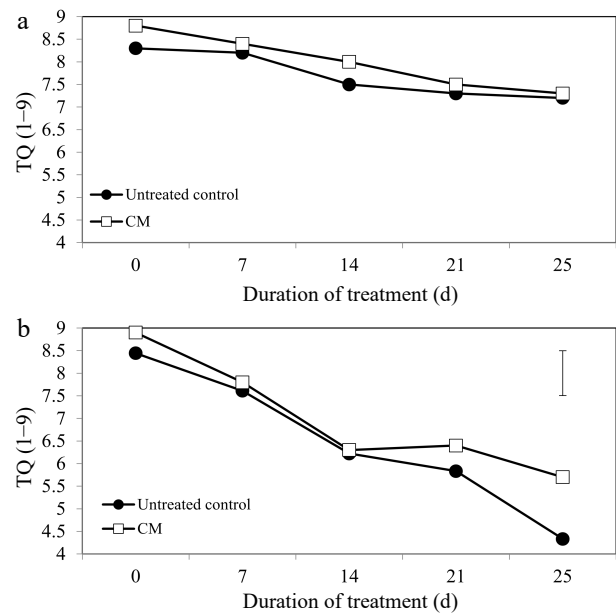 a
9
8.5
8
7.5
7
6.5
6
5.5
5
4.5
4
TQ (1–9)
Untreated control
CM
0 7 14 21 25
Duration of treatment (d)
b
9
8.5
8
7.5
7
6.5
6
5.5
5
4.5
4
TQ (1–9)
Untreated control
CM
0 7 14 21 25
Duration of treatment (d)